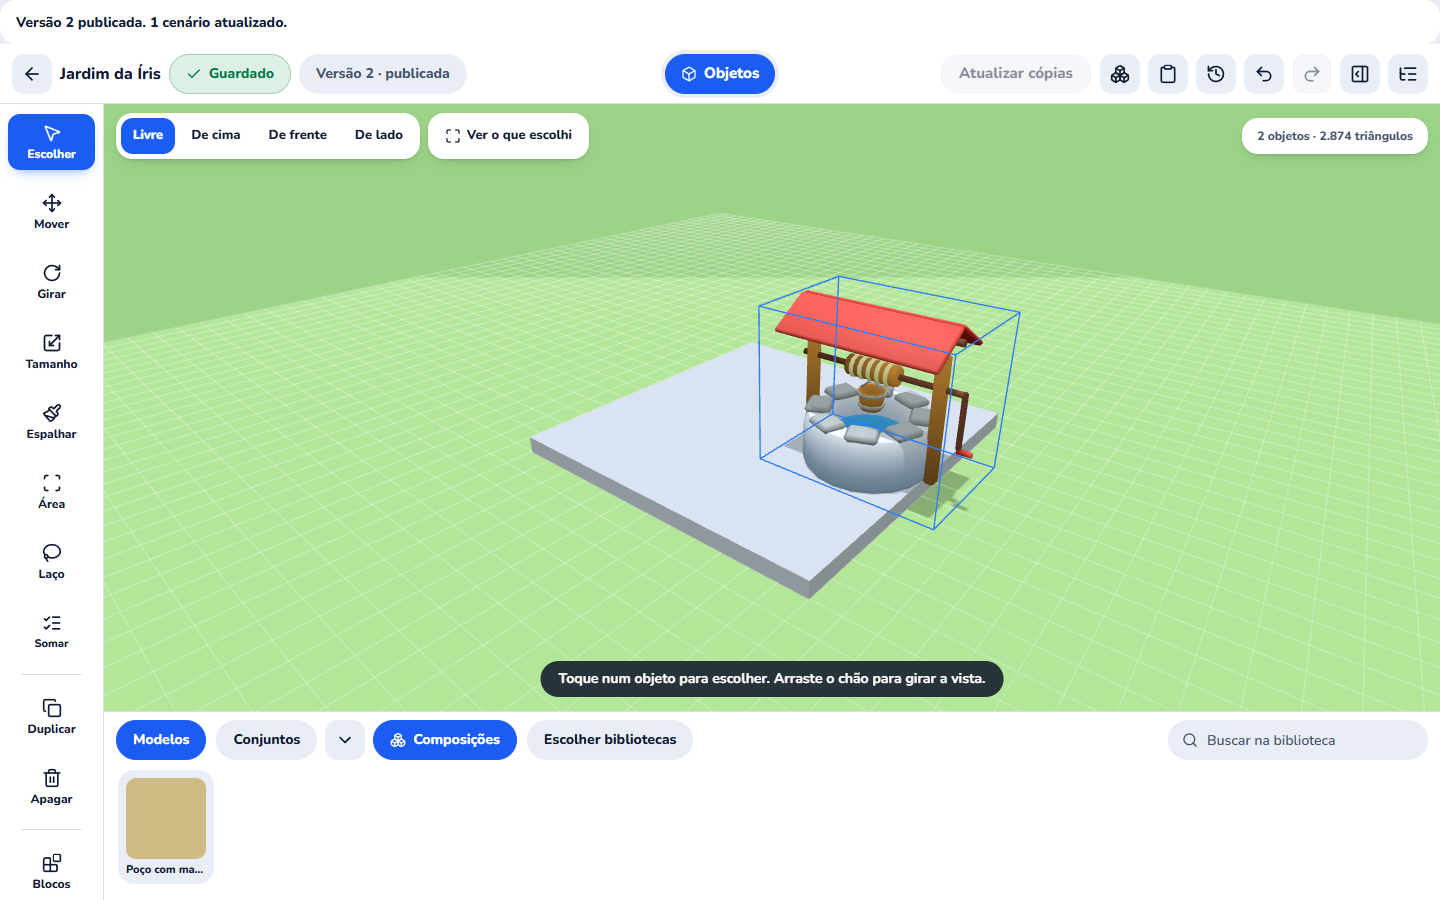 Versão 2 publicada. 1 cenário atualizado.
Jardim da Íris
Guardado
Versão 2 · publicada
Objetos
Atualizar cópias
Escolher
Mover
Girar
Tamanho
Espalhar
Área
Laço
Somar
Duplicar
Apagar
Blocos
Livre
De cima
De frente
De lado
Ver o que escolhi
2 objetos · 2.874 triângulos
Toque num objeto para escolher. Arraste o chão para girar a vista.
Modelos
Conjuntos
Composições
Escolher bibliotecas
Buscar na biblioteca
Poço com ma...